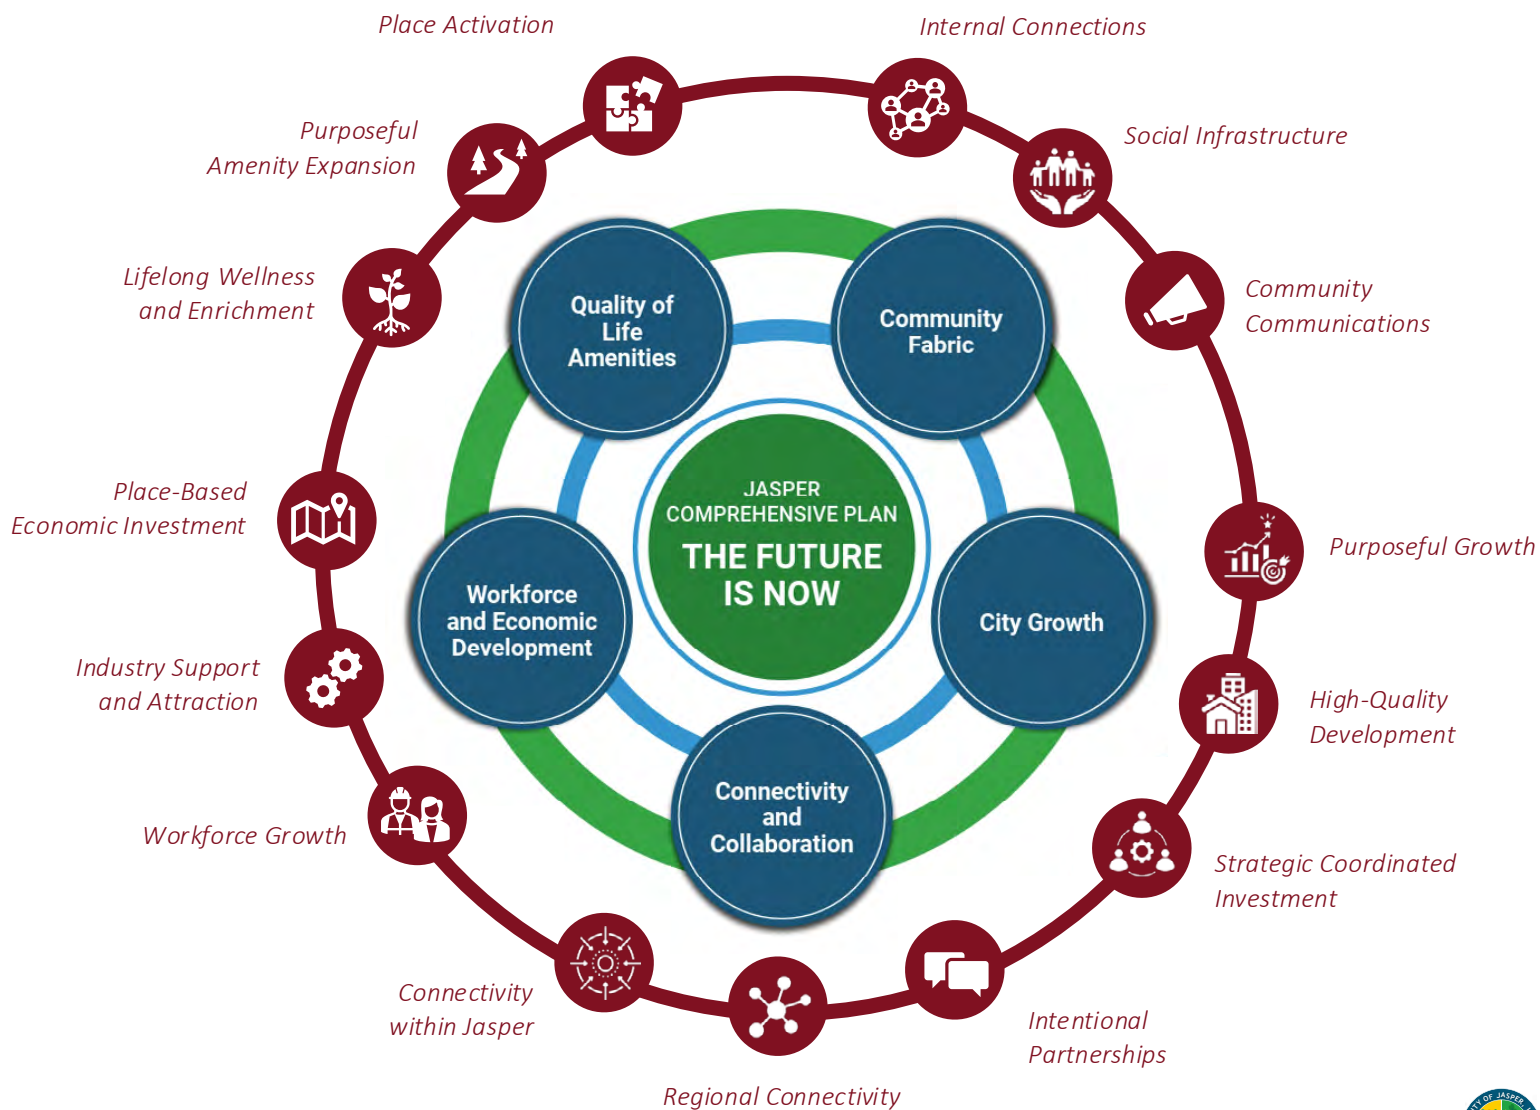 Place Activation
Internal Connections
Purposeful
Amenity Expansion
Social Infrastructure
Lifelong Wellness
and Enrichment
Community
Communications
Quality of
Life
Amenities
Community
Fabric
JASPER
COMPREHENSIVE PLAN
THE FUTURE
IS NOW
Place-Based
Economic Investment
Purposeful Growth
Workforce
and Economic
Development
City Growth
Industry Support
and Attraction
High-Quality
Development
Connectivity
and
Collaboration
Workforce Growth
Strategic Coordinated
Investment
Connectivity
within Jasper
Intentional
Partnerships
Regional Connectivity
OF JASPER,